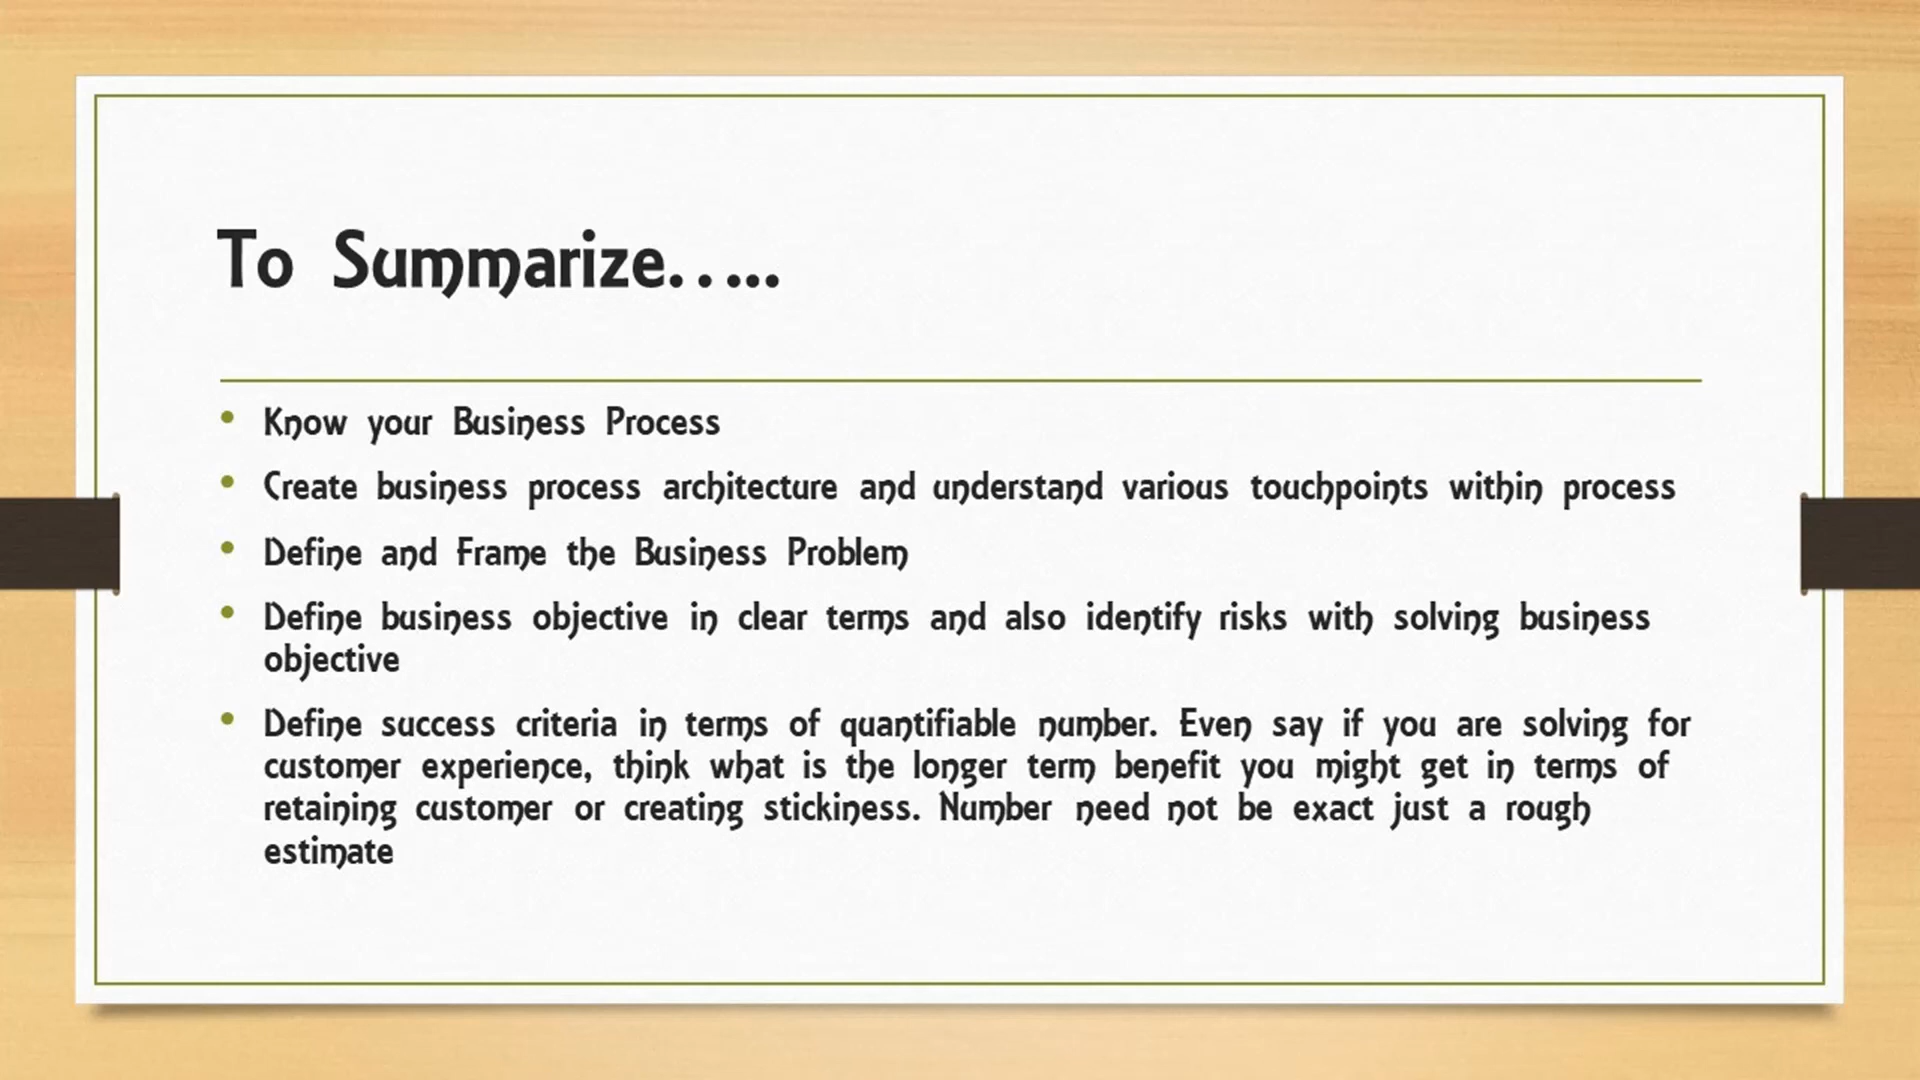 To Summarize.....
• Know your Business Process
• Create business process architecture and understand various touchpoints within process
• Define and Frame the Business Problem
• Define business objective in clear terms and also identify risks with solving business
objective
• Define success criteria in terms of quantifiable number. Even say if you are solving for
customer experience, think what is the longer term benefit you might get in terms of
retaining customer or creating stickiness. Number need not be exact just a rough
estimate